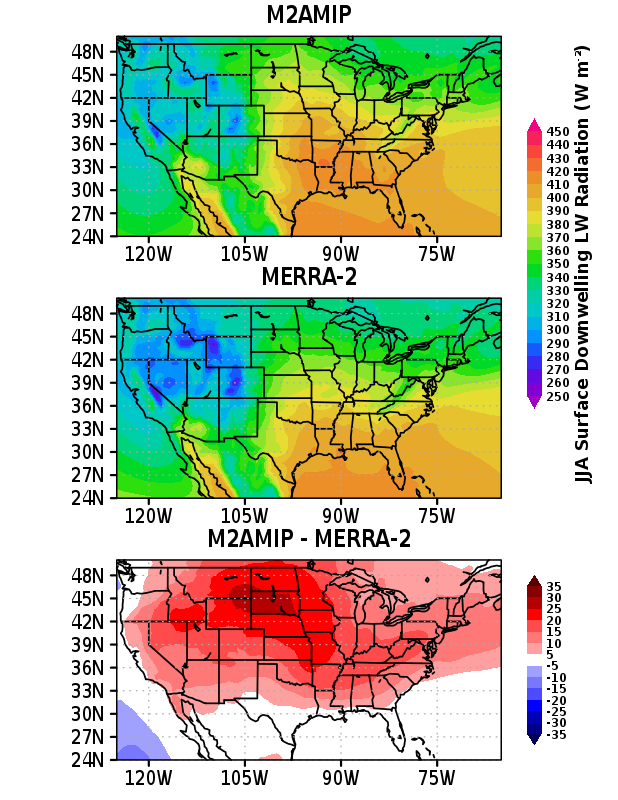 M2AMIP
48N
45N
42N
39N
36N
33N
30N
27N
24N
120W 105W 90W 75W
MERRA-2
48N
45N
42N
39N
36N
33N
30N
27N
24N
120W 105W 90W 75W
M2AMIP - MERRA-2
48N
45N
42N
39N
36N
33N
30N
27N
24N
120W 105W 90W 75W
450
440
430
420
410
400
390
380
370
360
350
340
330
320
310
300
290
280
270
260
250
JJA Surface Downwelling LW Radiation (W m⁻²)
35
30
25
20
15
10
5
-5
-10
-15
-20
-25
-30
-35